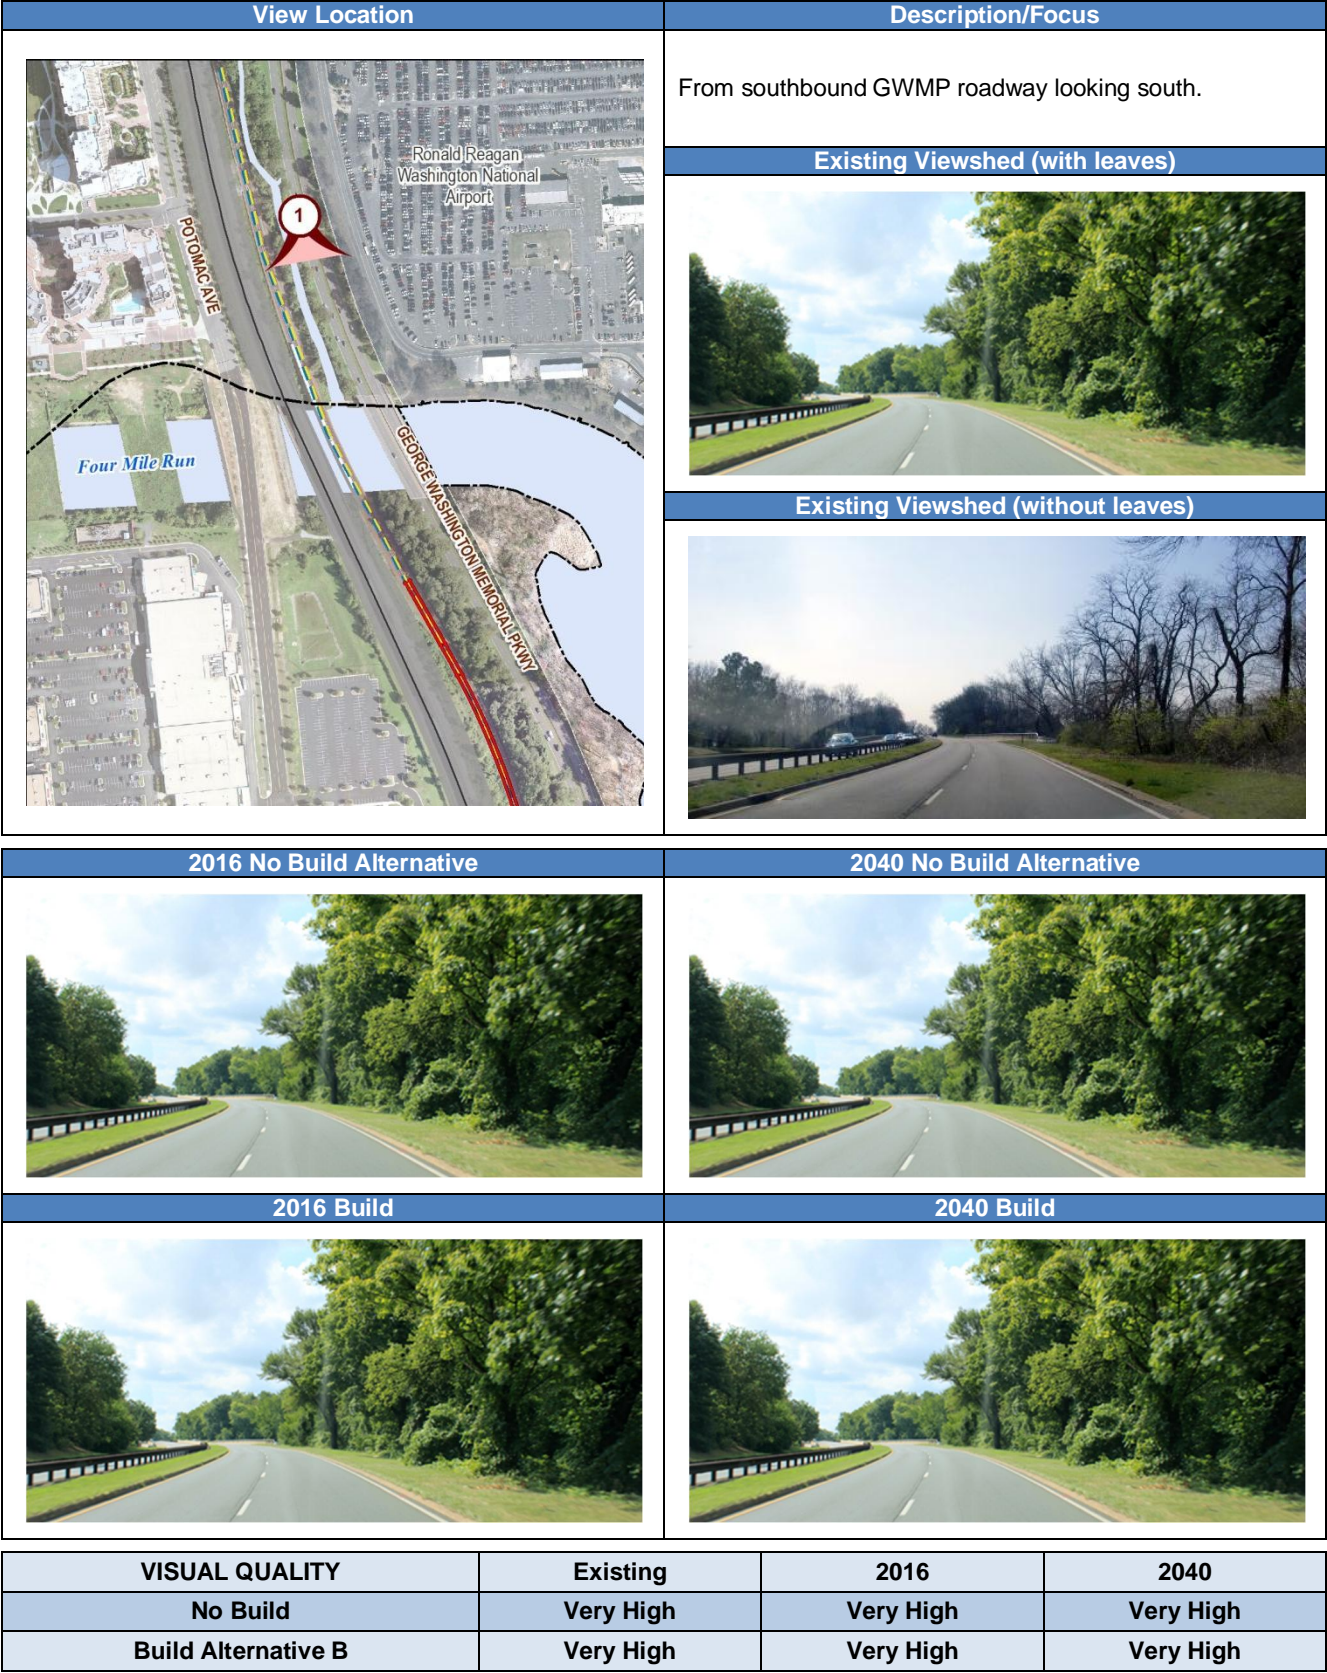 View Location
Description/Focus
From southbound GWMP roadway looking south.
Ronald Reagan
Washington National
Airport
1
POTOMAC AVE
Four Mile Run
GEORGE WASHINGTON MEMORIAL PKWY
Existing Viewshed (with leaves)
Existing Viewshed (without leaves)
2016 No Build Alternative
2040 No Build Alternative
2016 Build
2040 Build
VISUAL QUALITY
Existing
2016
2040
No Build
Very High
Very High
Very High
Build Alternative B
Very High
Very High
Very High